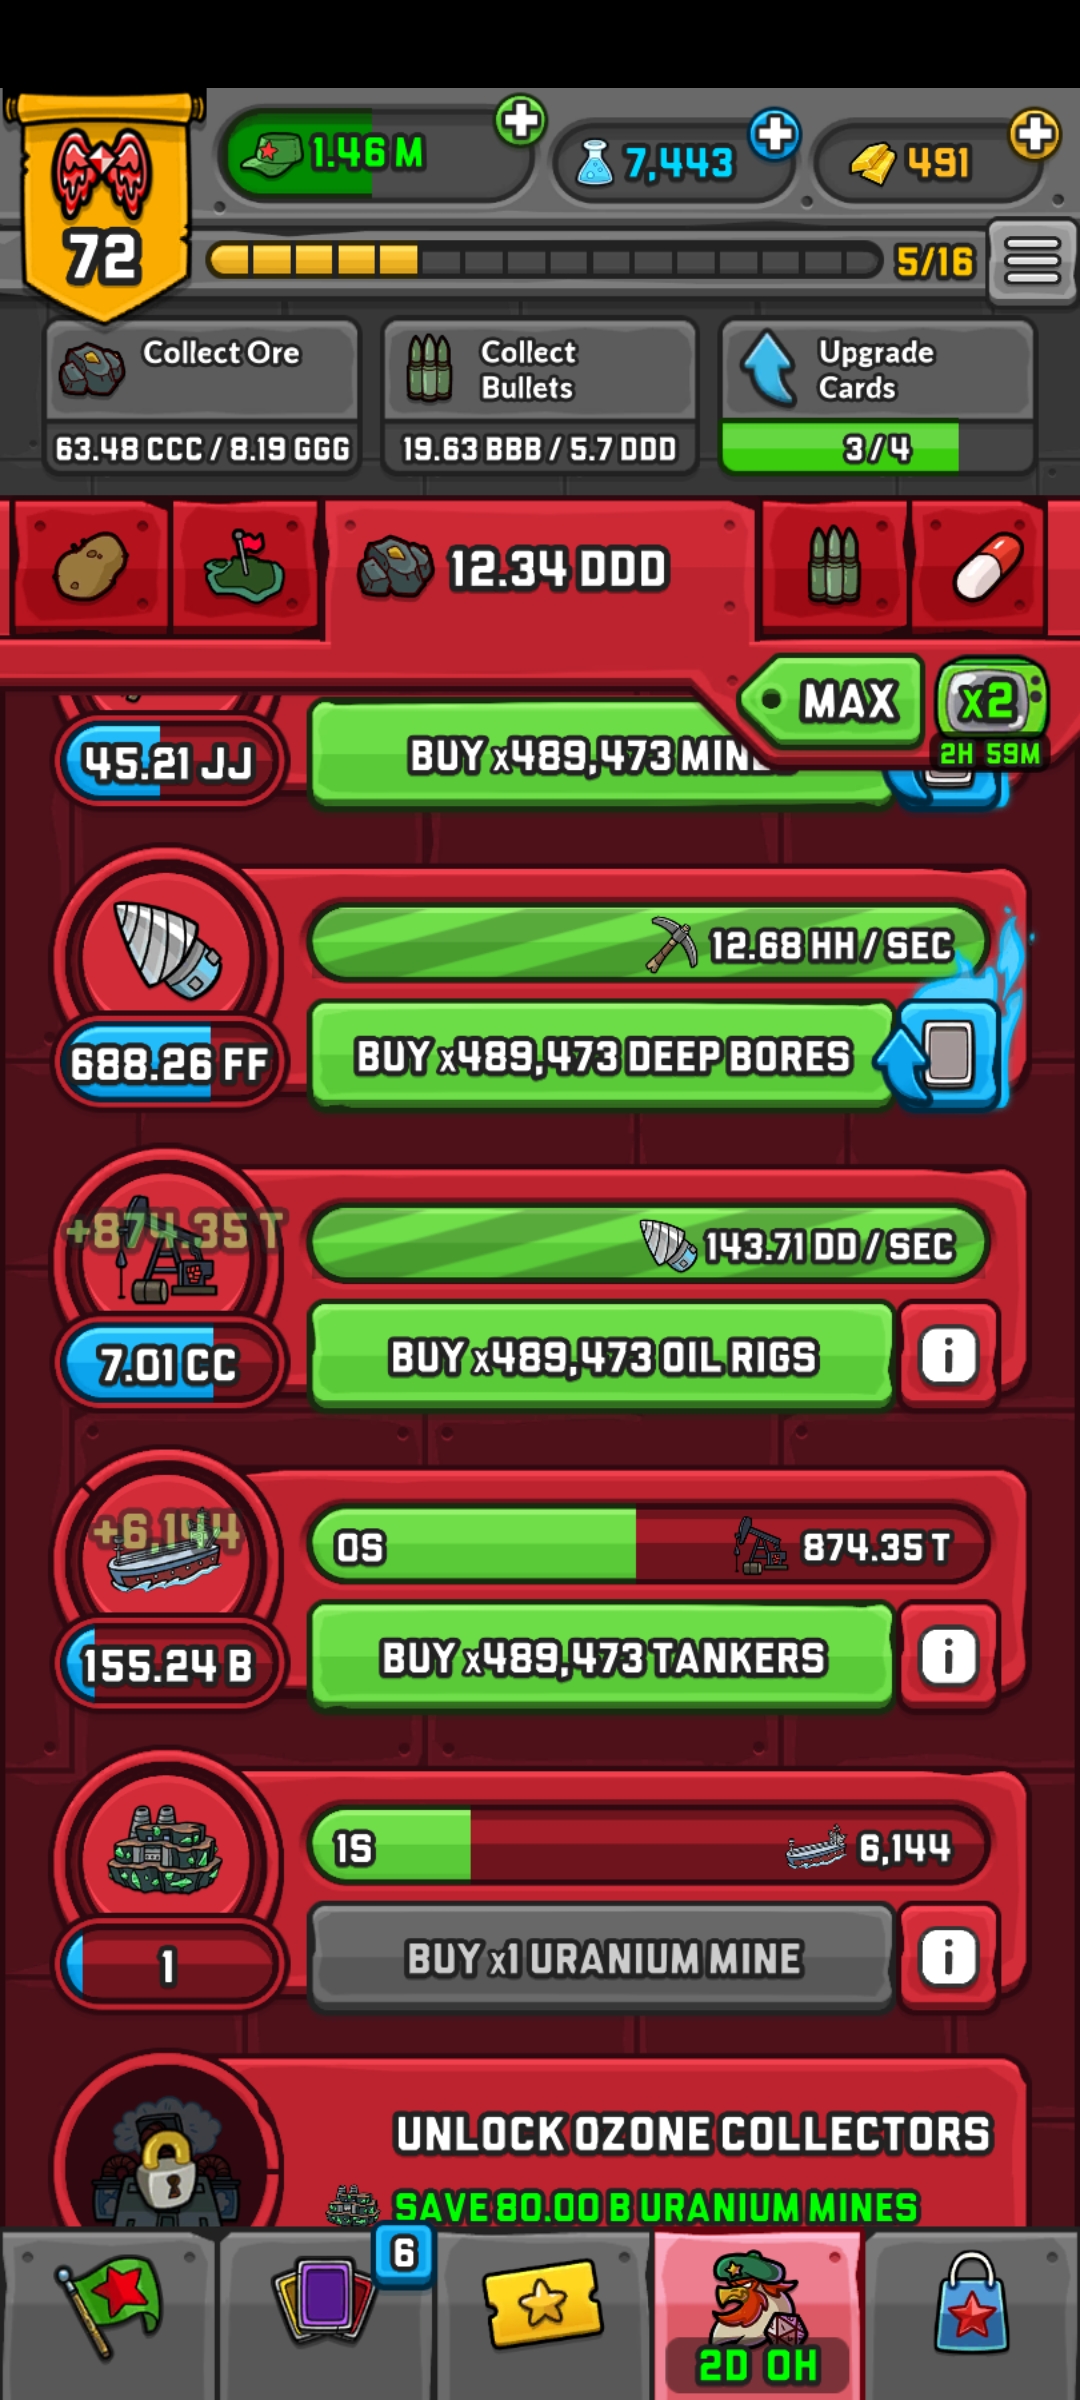 1.46 M
7,443
491
72
5/16
Collect Ore
Collect
Bullets
Upgrade
Cards
63.48 CCC / 8.19 GGG
19.63 BBB / 5.7 DDD
3/4
12.34 DDD
MAX
x2
2H 59M
45.21 JJ
BUY x489,473
12.68 HH / SEC
688.26 FF
BUY x489,473 DEEP BORES
+874.35 T
143.71 DD / SEC
7.01 CC
BUY x489,473 OIL RIGS
i
+6,144
0S
874.35 T
155.24 B
BUY x489,473 TANKERS
i
1S
6,144
1
BUY x1 URANIUM MINE
i
UNLOCK OZONE COLLECTORS
SAVE 80.00 B URANIUM MINES
6
2D 0H